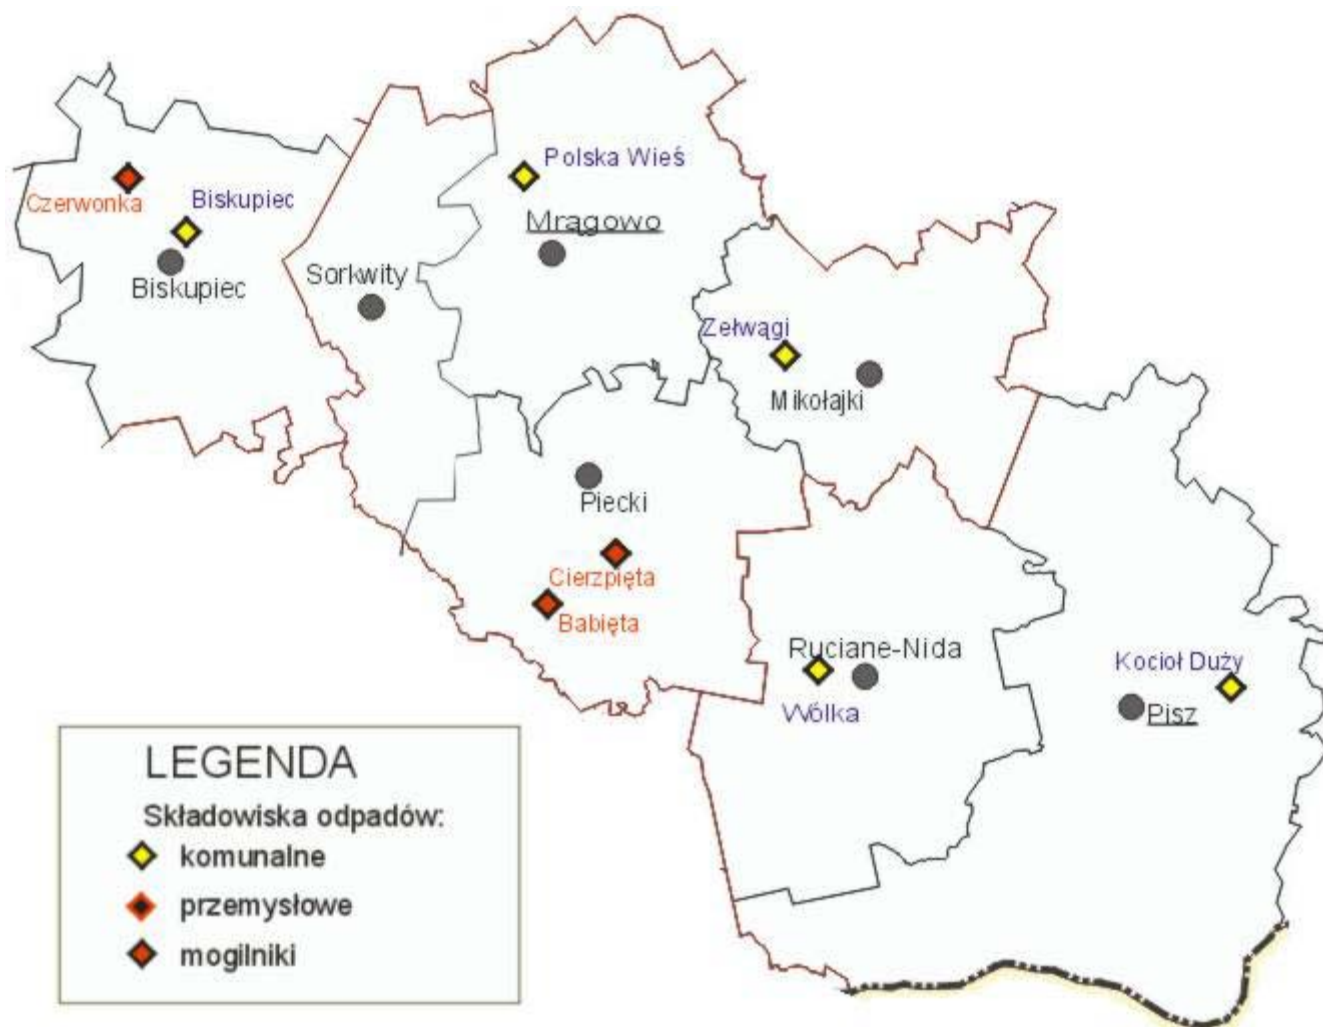 Polska Wieś
Czerwonka
Biskupiec
Mrągowo
Biskupiec
Sorkwity
Zełwągi
Mikołajki
Piecki
Cierzpięta
Babięta
Ruciane-Nida
Kocioł Duży
Wólka
Pisz
LEGENDA
Składowiska odpadów:
komunalne
przemysłowe
mogilniki